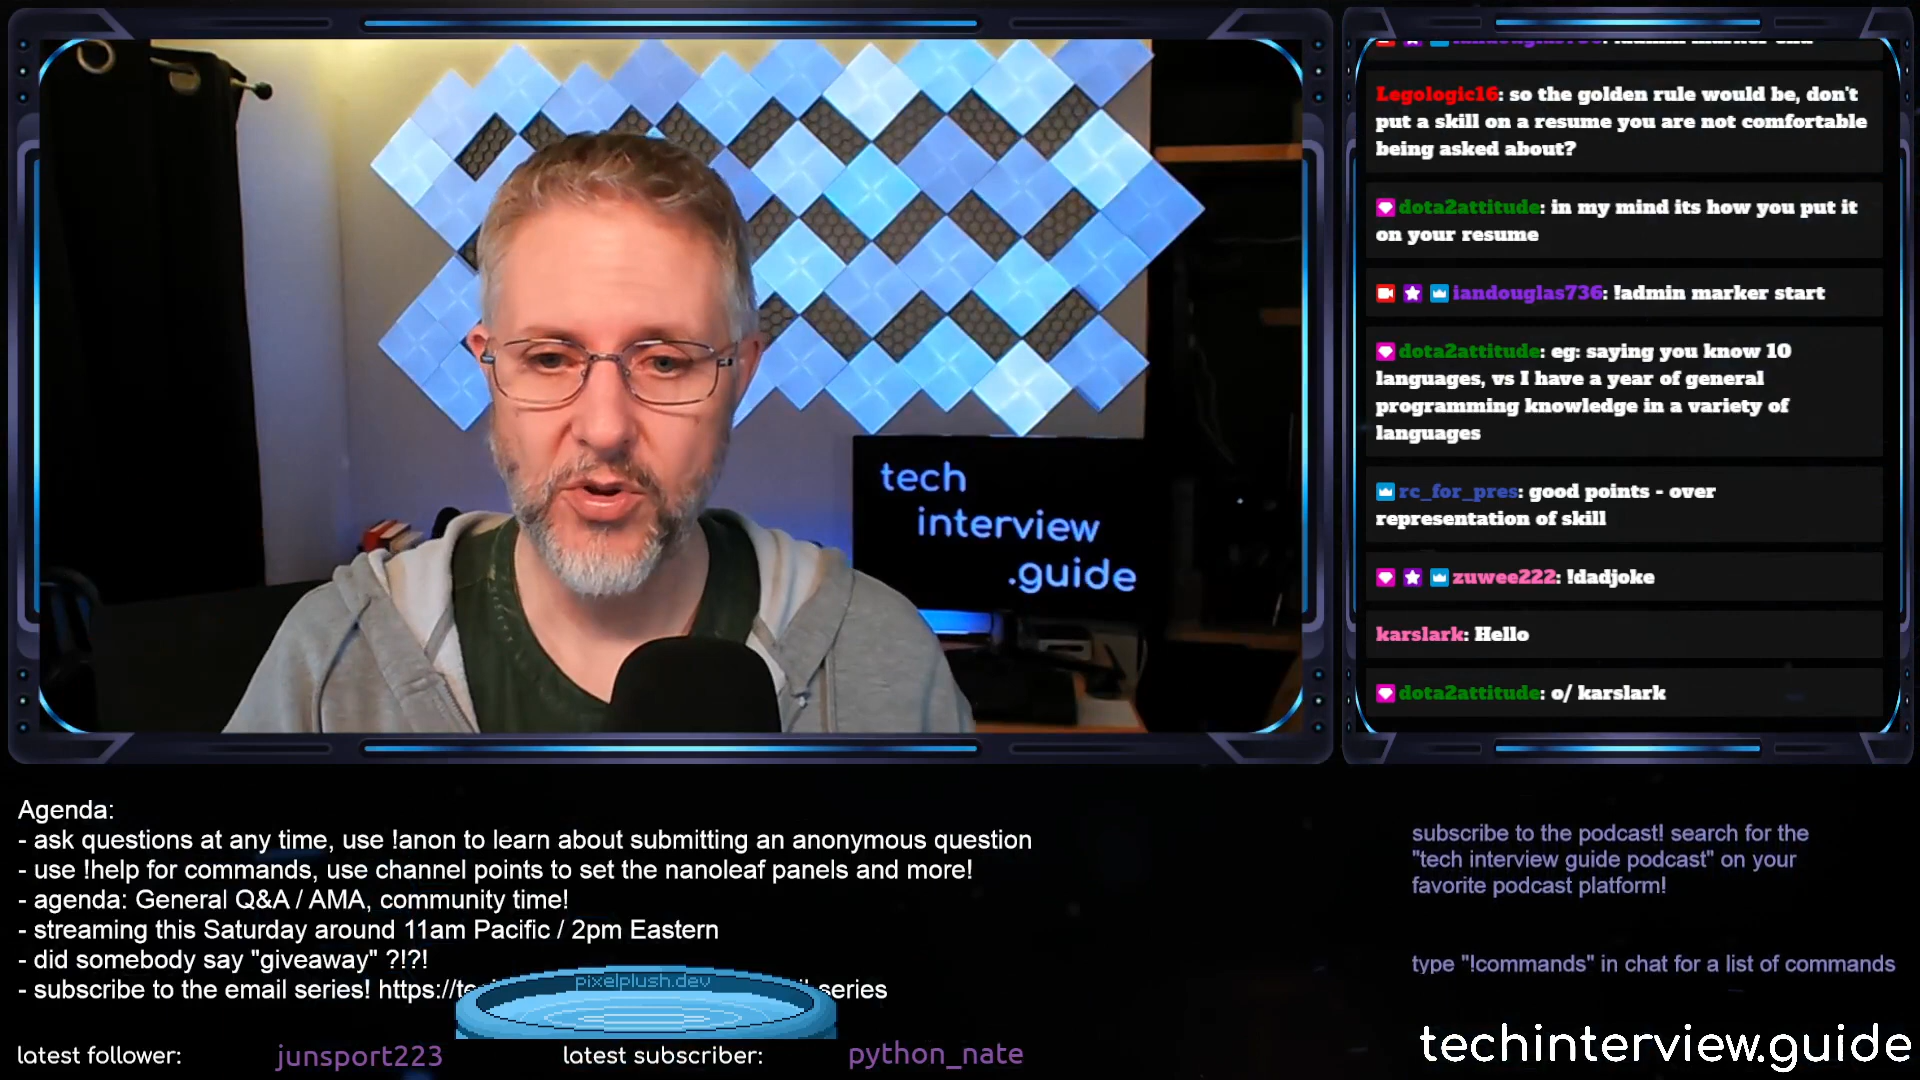 tech
interview
.guide
Legologic16: so the golden rule would be, don't
put a skill on a resume you are not comfortable
being asked about?
dota2attitude: in my mind its how you put it
on your resume
iandouglas736: !admin marker start
dota2attitude: eg: saying you know 10
languages, vs I have a year of general
programming knowledge in a variety of
languages
rc_for_pres: good points - over
representation of skill
zuwee222: !dadjoke
karslark: Hello
dota2attitude: o/ karslark
Agenda:
- ask questions at any time, use !anon to learn about submitting an anonymous question
- use !help for commands, use channel points to set the nanoleaf panels and more!
- agenda: General Q&A / AMA, community time!
- streaming this Saturday around 11am Pacific / 2pm Eastern
- did somebody say "giveaway" ?!?!
- subscribe to the email series! https://te
series
pixelplush.dev
latest follower: junsport223 latest subscriber: python_nate
subscribe to the podcast! search for the
"tech interview guide podcast" on your
favorite podcast platform!
type "!commands" in chat for a list of commands
techinterview.guide